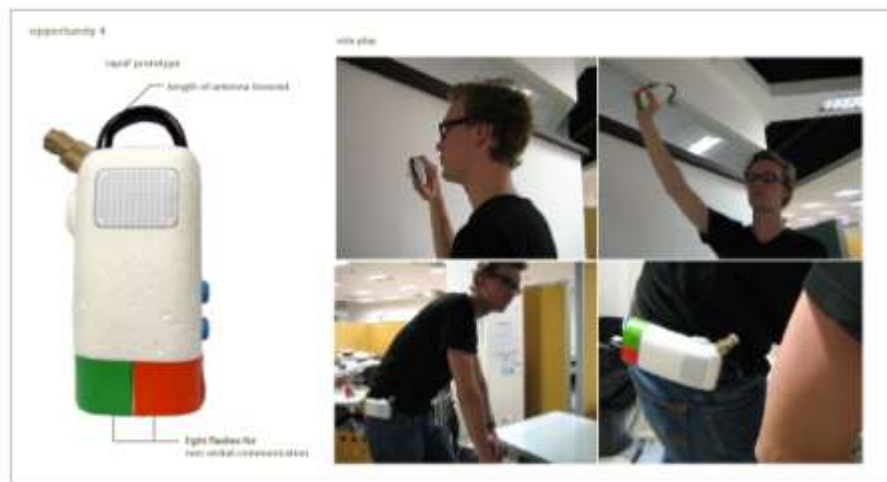 opportunity 4
role play
rapid prototype
length of antenna lowered
light flashes for
non verbal communication